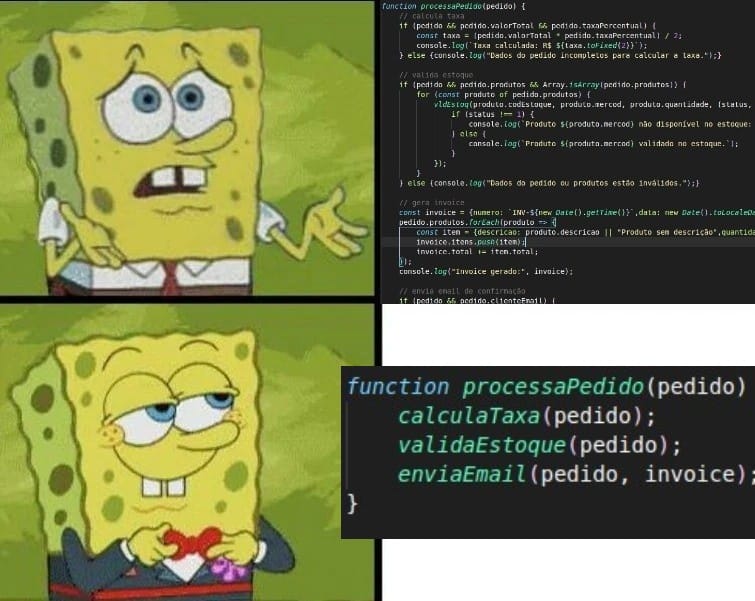 function processaPedido(pedido) {
// calcula taxa
if (pedido && pedido.valorTotal && pedido.taxaPercentual) {
const taxa = (pedido.valorTotal * pedido.taxaPercentual) / 2;
console.log(`Taxa calculada: R$ ${taxa.toFixed(2)}`);
} else {console.log("Dados do pedido incompletos para calcular a taxa.");}
// valida estoque
if (pedido && pedido.produtos && Array.isArray(pedido.produtos)) {
for (const produto of pedido.produtos) {
vldEstoq(produto.codEstoque, produto.mercod, produto.quantidade, (status,
if (status !== 1) {
console.log(`Produto ${produto.mercod} não disponível no estoque:
} else {
console.log(`Produto ${produto.mercod} validado no estoque.`);
}
});
}
} else {console.log("Dados do pedido ou produtos estão inválidos.");}
// gera invoice
const invoice = {numero: `INV-${new Date().getTime()}`,data: new Date().toLocaleDa
pedido.produtos.forEach(produto => {
const item = {descricao: produto.descricao || "Produto sem descrição",quantida
invoice.itens.push(item);
invoice.total += item.total;
});
console.log("Invoice gerado:", invoice);
// envia email de confirmação
if (pedido && pedido.clienteEmail) {
function processaPedido(pedido)
calculaTaxa(pedido);
validaEstoque(pedido);
enviaEmail(pedido, invoice);
}